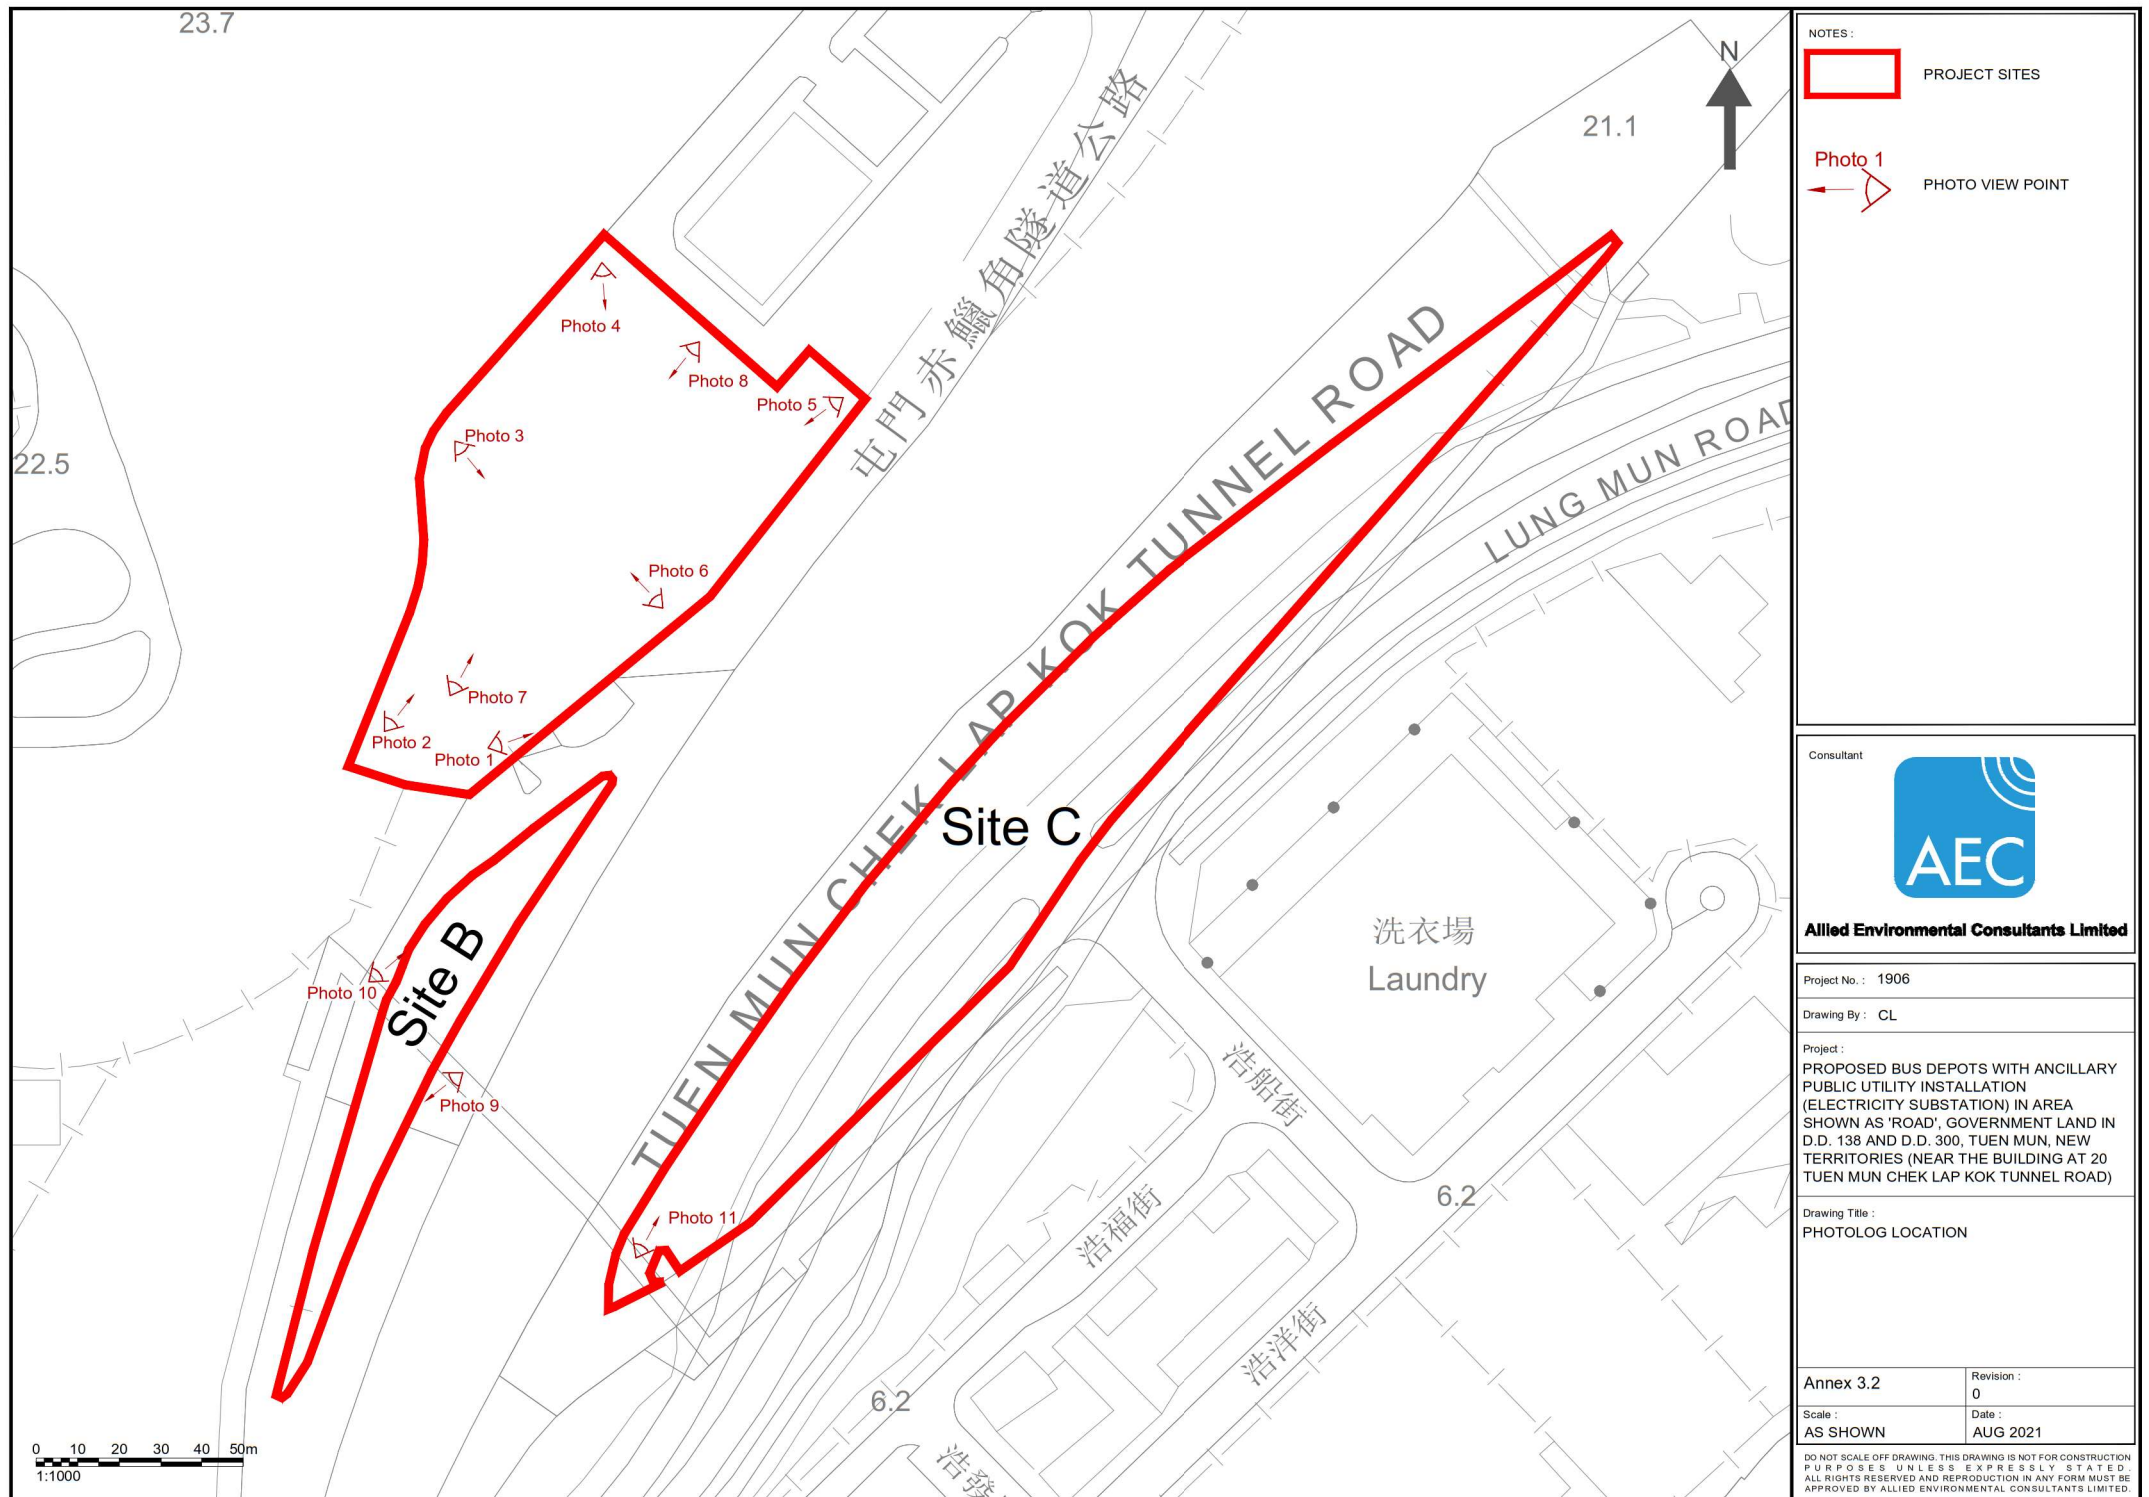 23.7
22.5
21.1
N
屯門赤鱲角隧道公路
TUEN MUN CHEK LAP KOK TUNNEL ROAD
LUNG MUN ROAD
Photo 4
Photo 8
Photo 5
Photo 3
Photo 6
Photo 7
Photo 2
Photo 1
Site C
Site B
Photo 10
Photo 9
Photo 11
洗衣場
Laundry
浩船街
浩福街
浩洋街
6.2
6.2
浩發
0 10 20 30 40 50m
1:1000
NOTES :
PROJECT SITES
Photo 1
PHOTO VIEW POINT
Consultant
AEC
Allied Environmental Consultants Limited
Project No. : 1906
Drawing By : CL
Project :
PROPOSED BUS DEPOTS WITH ANCILLARY
PUBLIC UTILITY INSTALLATION
(ELECTRICITY SUBSTATION) IN AREA
SHOWN AS 'ROAD', GOVERNMENT LAND IN
D.D. 138 AND D.D. 300, TUEN MUN, NEW
TERRITORIES (NEAR THE BUILDING AT 20
TUEN MUN CHEK LAP KOK TUNNEL ROAD)
Drawing Title :
PHOTOLOG LOCATION
Annex 3.2
Revision :
0
Scale :
AS SHOWN
Date :
AUG 2021
DO NOT SCALE OFF DRAWING. THIS DRAWING IS NOT FOR CONSTRUCTION
PURPOSES UNLESS EXPRESSLY STATED.
ALL RIGHTS RESERVED AND REPRODUCTION IN ANY FORM MUST BE
APPROVED BY ALLIED ENVIRONMENTAL CONSULTANTS LIMITED.